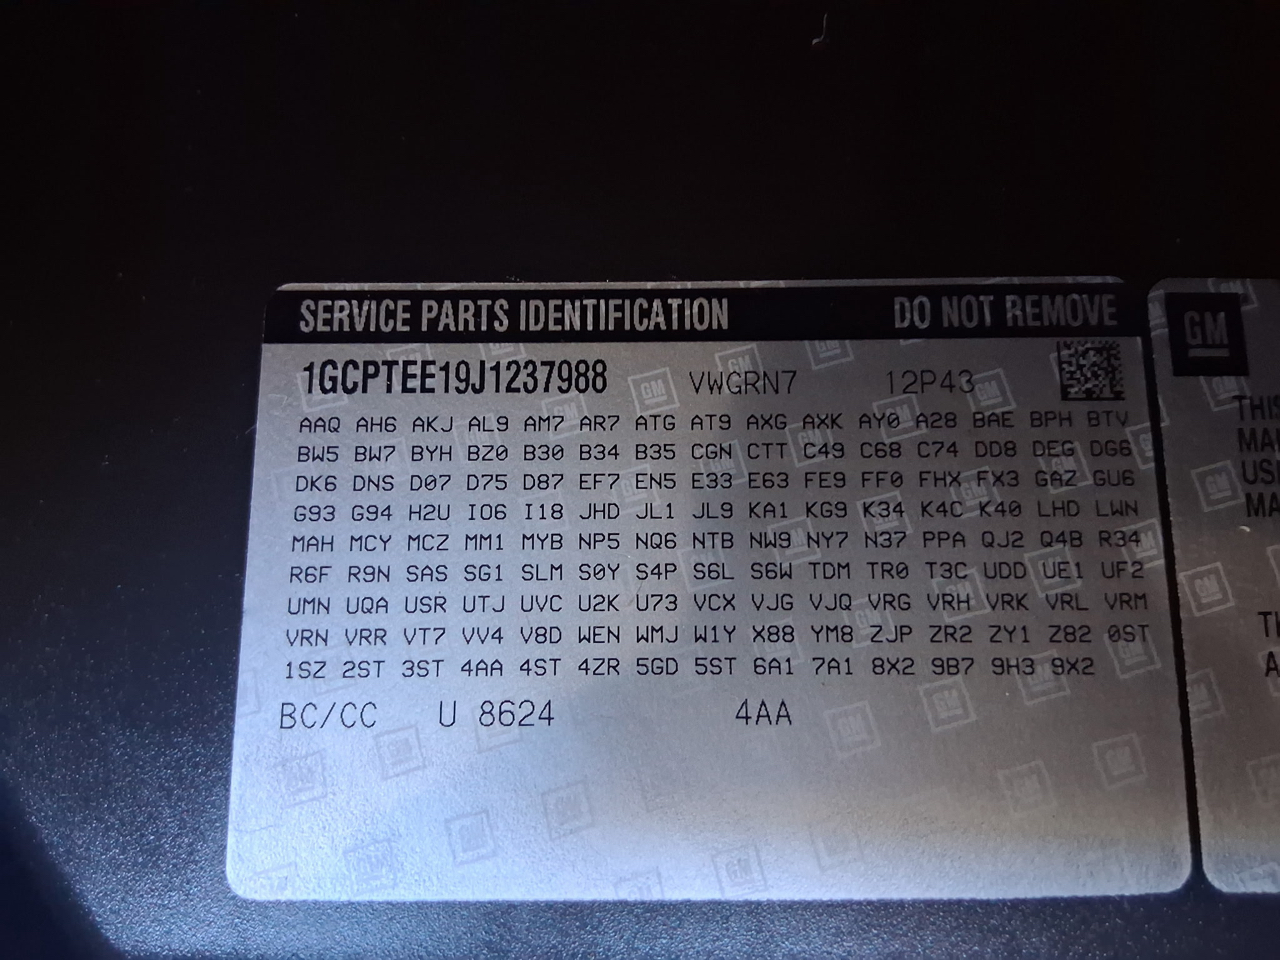 SERVICE PARTS IDENTIFICATION DO NOT REMOVE
1GCPTEE19J1237988 VWGRN7 12P43
AAQ AH6 AKJ AL9 AM7 AR7 ATG AT9 AXG AXK AY0 A28 BAE BPH BTV
BW5 BW7 BYH BZ0 B30 B34 B35 CGN CTT C49 C68 C74 DD8 DEG DG6
DK6 DNS D07 D75 D87 EF7 EN5 E33 E63 FE9 FF0 FHX FX3 GAZ GU6
G93 G94 H2U I06 I18 JHD JL1 JL9 KA1 KG9 K34 K4C K40 LHD LWN
MAH MCY MCZ MM1 MYB NP5 NQ6 NTB NW9 NY7 N37 PPA QJ2 Q4B R34
R6F R9N SAS SG1 SLM S0Y S4P S6L S6W TDM TR0 T3C UDD UE1 UF2
UMN UQA USR UTJ UVC U2K U73 VCX VJG VJQ VRG VRH VRK VRL VRM
VRN VRR VT7 VV4 V8D WEN WMJ W1Y X88 YM8 ZJP ZR2 ZY1 Z82 0ST
1SZ 2ST 3ST 4AA 4ST 4ZR 5GD 5ST 6A1 7A1 8X2 9B7 9H3 9X2
BC/CC U 8624 4AA
GM
THIS
MA